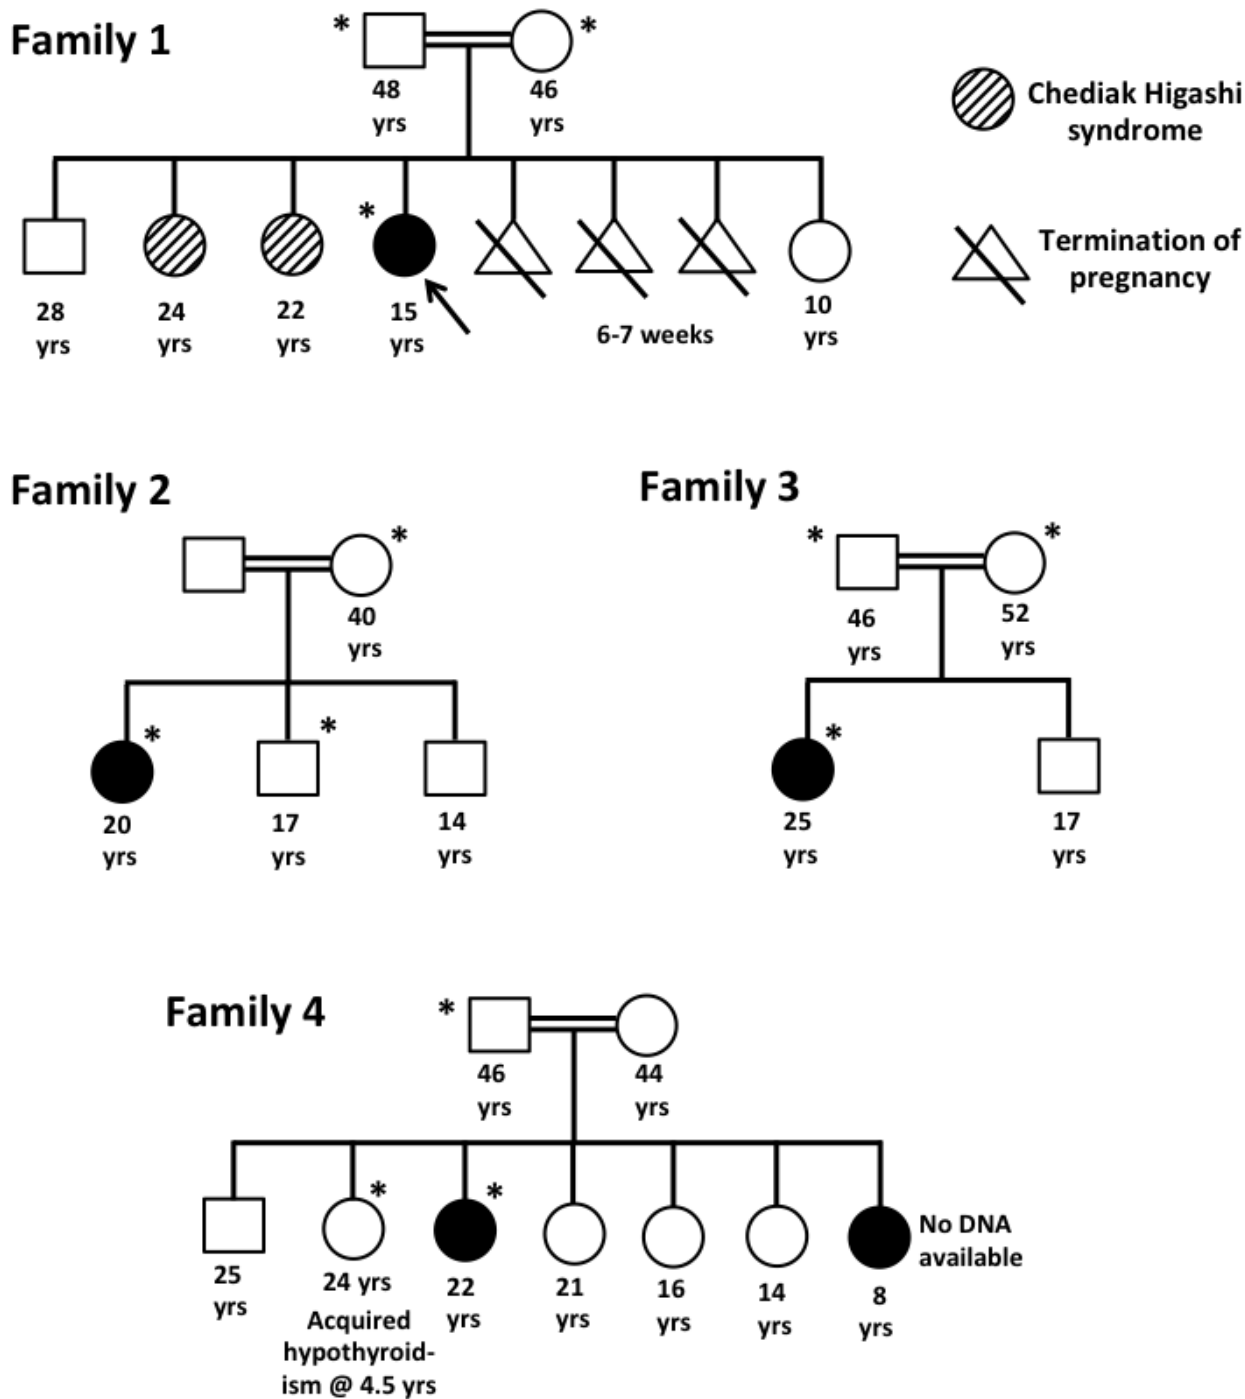 Family 1
*
*
48
yrs
46
yrs
Chediak Higashi
syndrome
*
Termination of
pregnancy
28
yrs
24
yrs
22
yrs
15
yrs
6-7 weeks
10
yrs
Family 2
*
40
yrs
*
*
20
yrs
17
yrs
14
yrs
Family 3
*
*
46
yrs
52
yrs
*
25
yrs
17
yrs
Family 4
*
46
yrs
44
yrs
*
*
No DNA
available
25
yrs
24 yrs
Acquired
hypothyroid-
ism @ 4.5 yrs
22
yrs
21
yrs
16
yrs
14
yrs
8
yrs